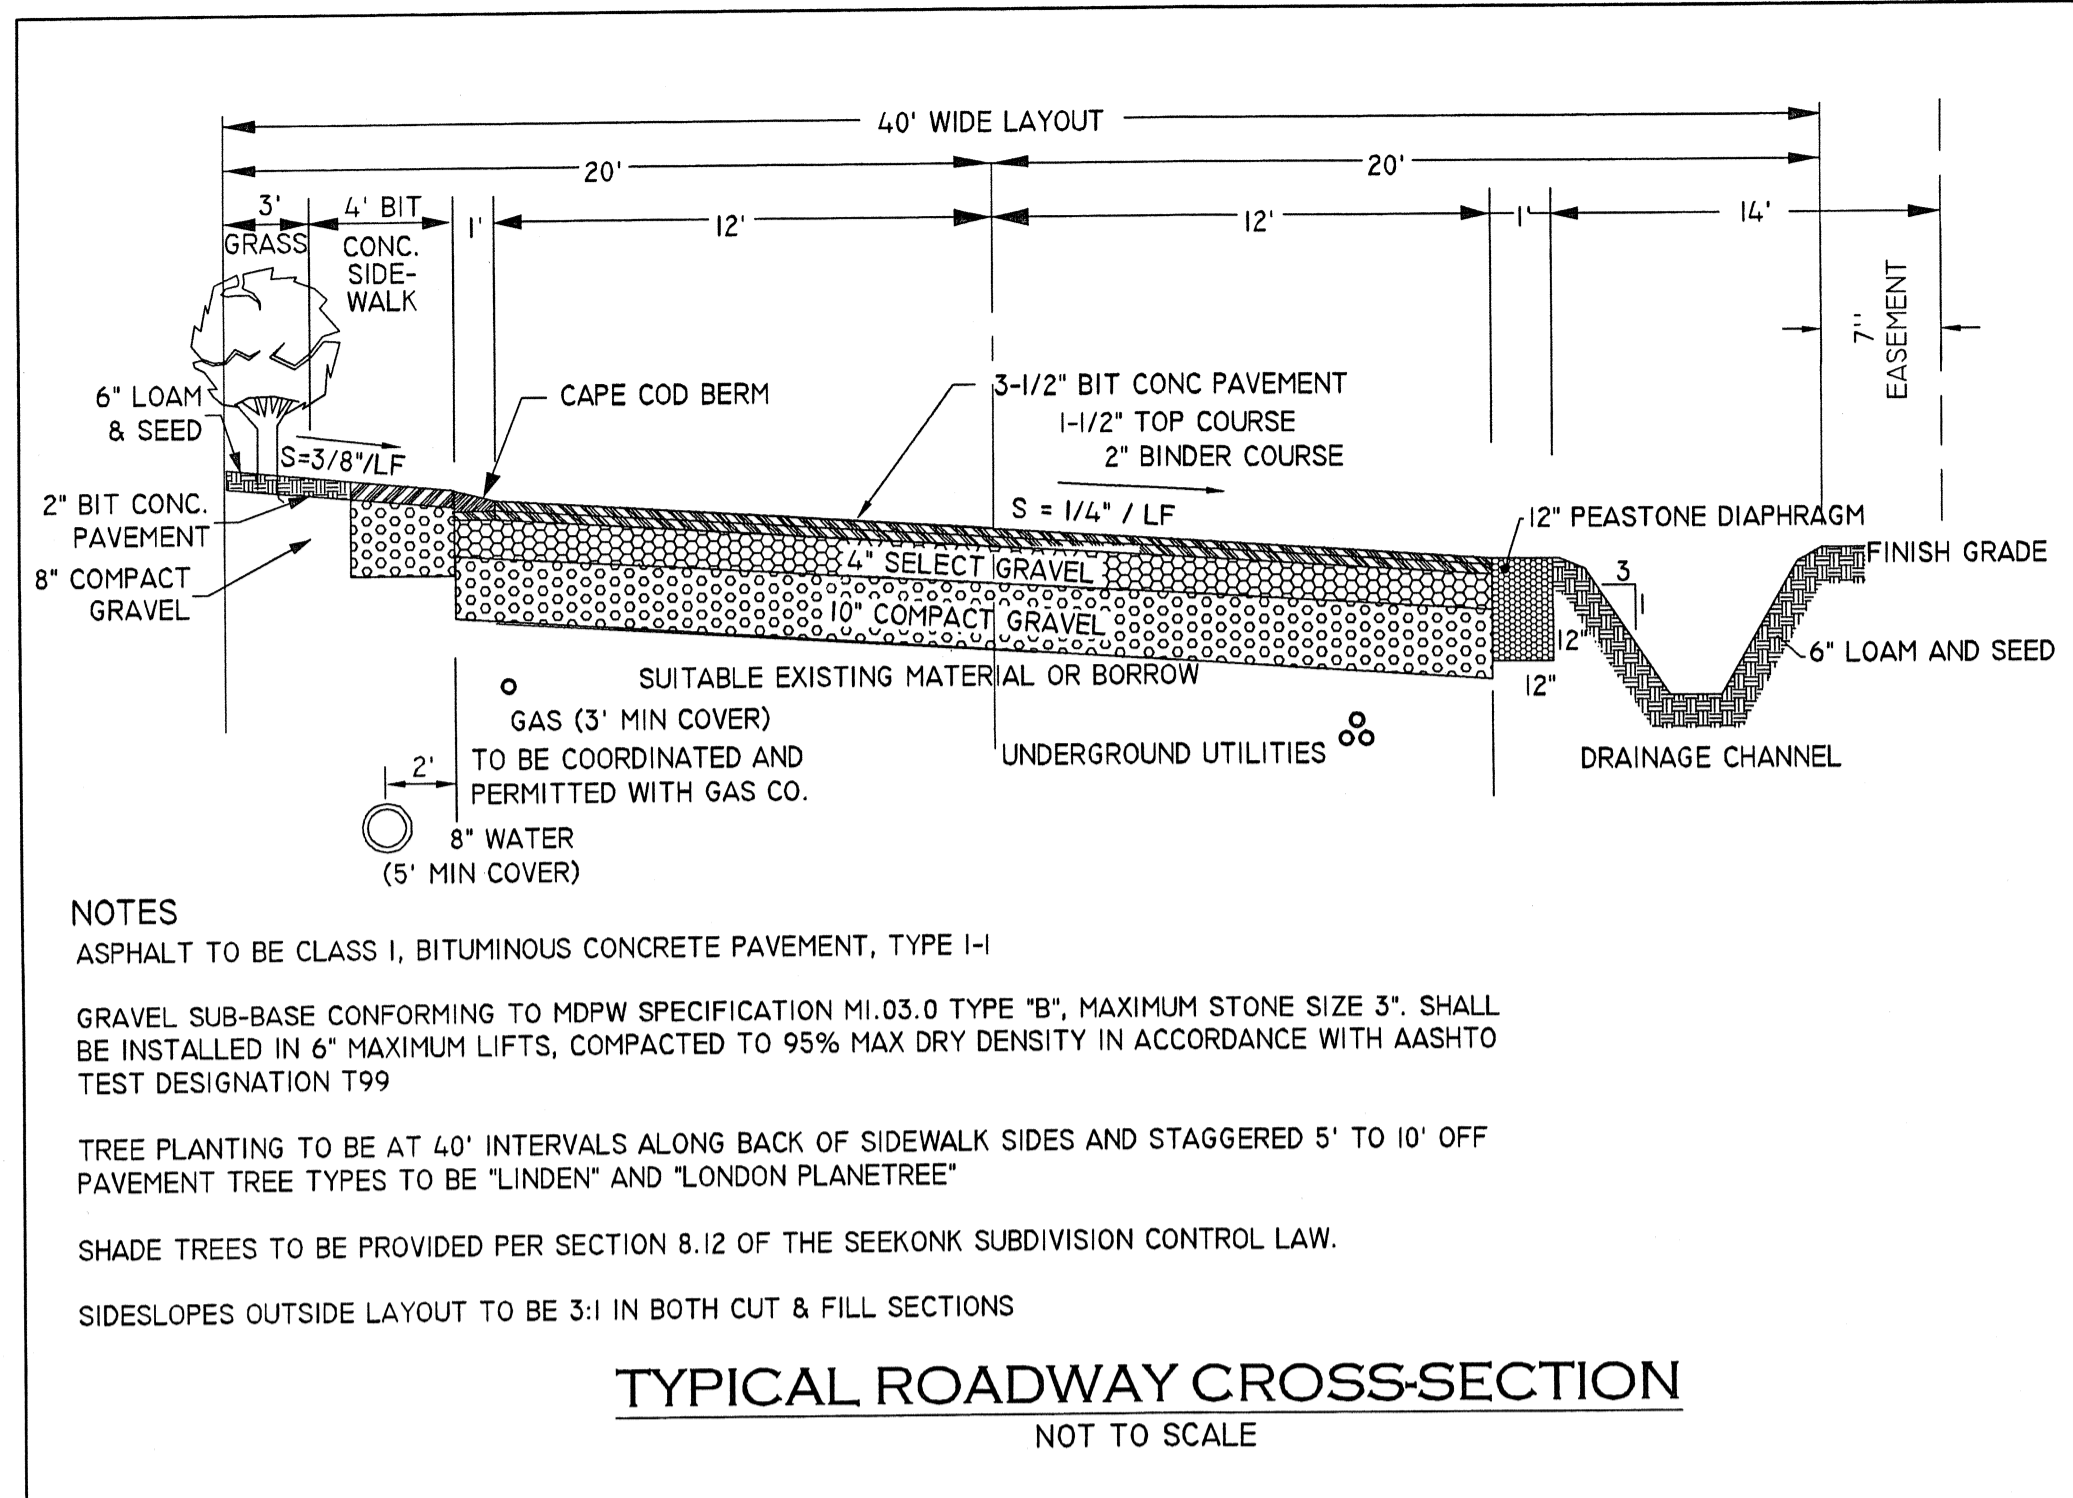 40' WIDE LAYOUT
20'
20'
3'
GRASS
4' BIT
CONC.
SIDE-
WALK
1'
12'
12'
1'
14'
7'"
EASEMENT
6" LOAM
& SEED
S=3/8"/LF
CAPE COD BERM
3-1/2" BIT CONC PAVEMENT
1-1/2" TOP COURSE
2" BINDER COURSE
S = 1/4" / LF
2" BIT CONC.
PAVEMENT
8" COMPACT
GRAVEL
12" PEASTONE DIAPHRAGM
FINISH GRADE
4" SELECT GRAVEL
10" COMPACT GRAVEL
3
1
12"
12"
6" LOAM AND SEED
SUITABLE EXISTING MATERIAL OR BORROW
GAS (3' MIN COVER)
TO BE COORDINATED AND
PERMITTED WITH GAS CO.
UNDERGROUND UTILITIES
DRAINAGE CHANNEL
2'
8" WATER
(5' MIN COVER)
NOTES
ASPHALT TO BE CLASS I, BITUMINOUS CONCRETE PAVEMENT, TYPE I-I
GRAVEL SUB-BASE CONFORMING TO MDPW SPECIFICATION M1.03.0 TYPE "B", MAXIMUM STONE SIZE 3". SHALL
BE INSTALLED IN 6" MAXIMUM LIFTS, COMPACTED TO 95% MAX DRY DENSITY IN ACCORDANCE WITH AASHTO
TEST DESIGNATION T99
TREE PLANTING TO BE AT 40' INTERVALS ALONG BACK OF SIDEWALK SIDES AND STAGGERED 5' TO 10' OFF
PAVEMENT TREE TYPES TO BE "LINDEN" AND "LONDON PLANETREE"
SHADE TREES TO BE PROVIDED PER SECTION 8.12 OF THE SEEKONK SUBDIVISION CONTROL LAW.
SIDESLOPES OUTSIDE LAYOUT TO BE 3:1 IN BOTH CUT & FILL SECTIONS
TYPICAL ROADWAY CROSS-SECTION
NOT TO SCALE